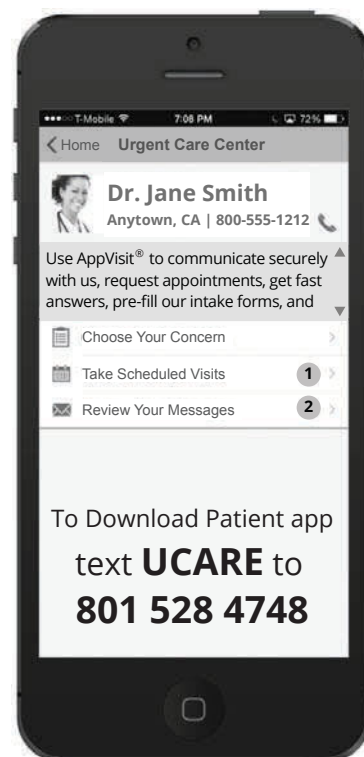 T-Mobile 7:08 PM 72%
Home Urgent Care Center
Dr. Jane Smith
Anytown, CA | 800-555-1212
Use AppVisit® to communicate securely
with us, request appointments, get fast
answers, pre-fill our intake forms, and
Choose Your Concern
Take Scheduled Visits 1
Review Your Messages 2
To Download Patient app
text UCARE to
801 528 4748